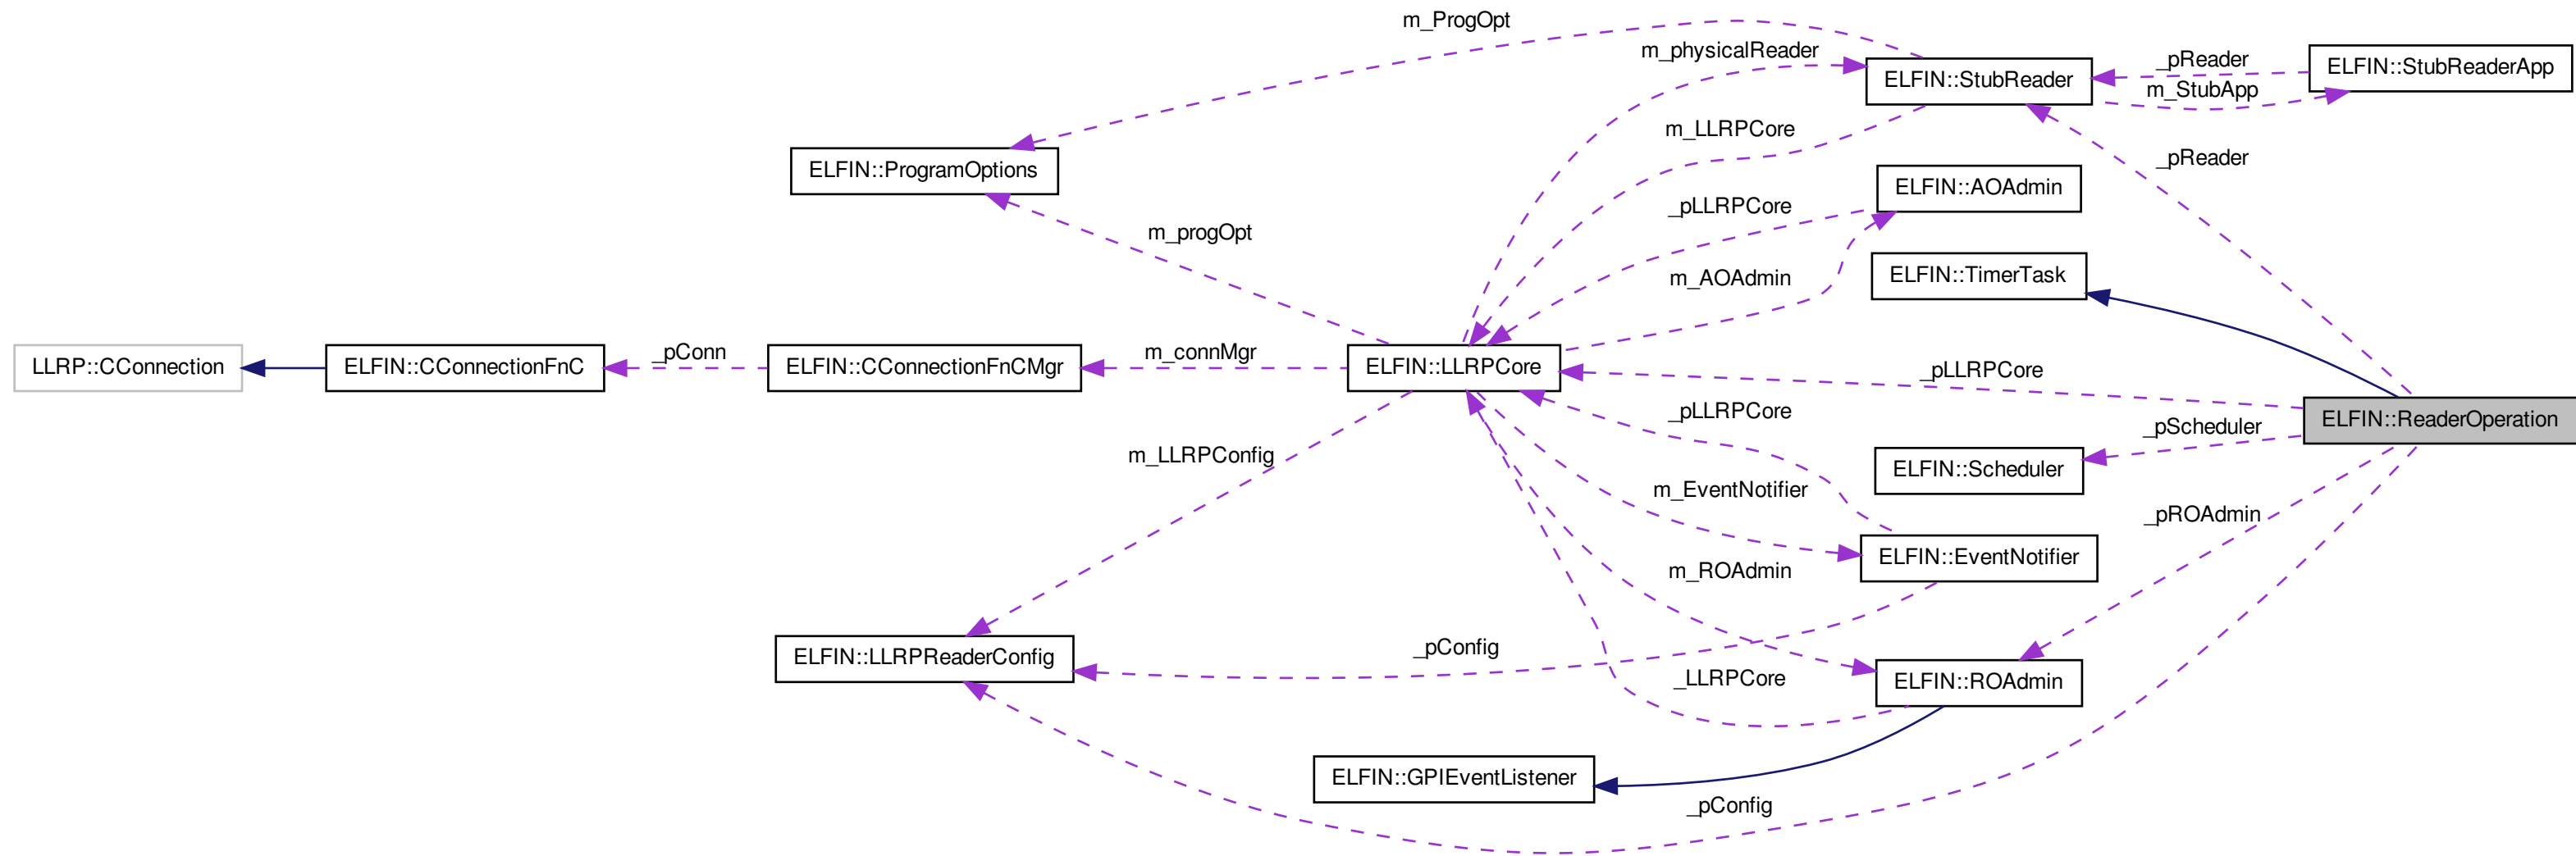 m_ProgOpt
m_physicalReader
_pReader
ELFIN::StubReaderApp
ELFIN::StubReader
m_StubApp
m_LLRPCore
_pReader
ELFIN::ProgramOptions
ELFIN::AOAdmin
_pLLRPCore
m_progOpt
m_AOAdmin
ELFIN::TimerTask
_pConn
m_connMgr
LLRP::CConnection
ELFIN::CConnectionFnC
ELFIN::CConnectionFnCMgr
ELFIN::LLRPCore
_pLLRPCore
_pLLRPCore
ELFIN::ReaderOperation
_pScheduler
m_LLRPConfig
ELFIN::Scheduler
m_EventNotifier
_pROAdmin
ELFIN::EventNotifier
m_ROAdmin
_pConfig
ELFIN::LLRPReaderConfig
_LLRPCore
ELFIN::ROAdmin
ELFIN::GPIEventListener
_pConfig